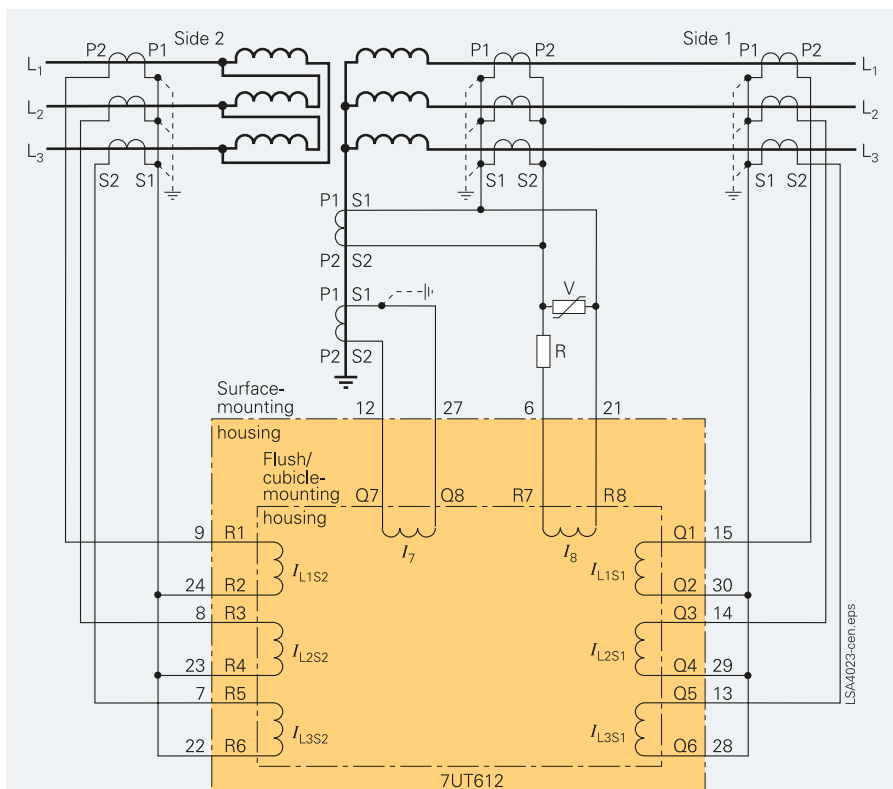 Side 2
Side 1
P2 P1
P1 P2
P1 P2
L1
L1
L2
L2
L3
L3
S2 S1
S1 S2
S1 S2
P1 S1
P2 S2
V
P1 S1
P2 S2
R
Surface-
mounting
housing
12 27 6 21
Flush/
cubicle-
mounting
housing
Q7 Q8 R7 R8
I7
I8
9 R1
Q1 15
IL1S2
IL1S1
24 R2
Q2 30
8 R3
Q3 14
IL2S2
IL2S1
23 R4
Q4 29
7 R5
Q5 13
IL3S2
IL3S1
22 R6
Q6 28
7UT612
LSA4023-cen.eps